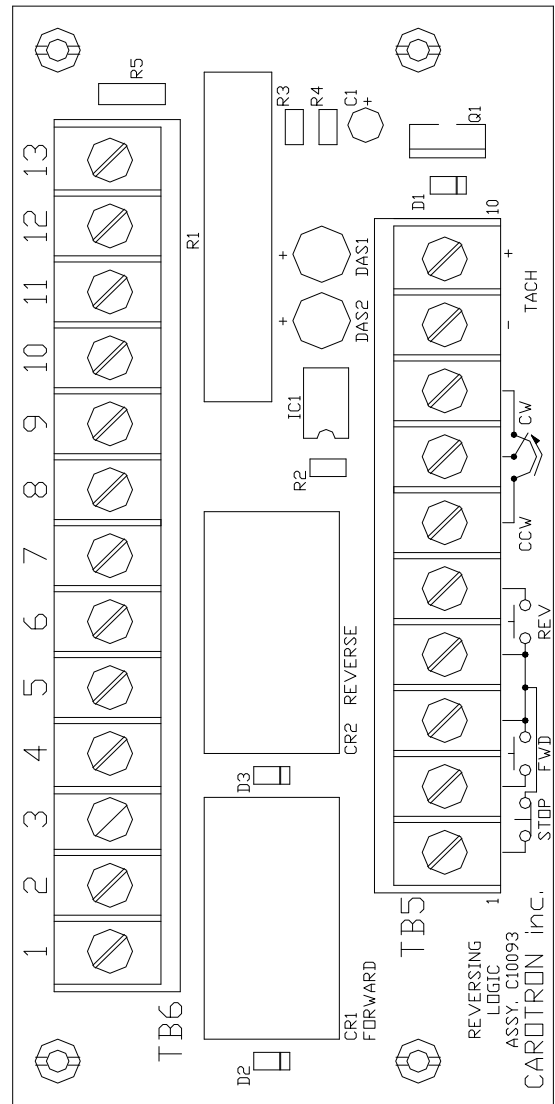 R5
13
12
11
10
9
8
7
6
5
4
3
2
1
TB6
R1
R3
R4
C1
+
Q1
D1
+
DAS1
+
DAS2
IC1
R2
CR2 REVERSE
D3
CR1
FORWARD
D2
10
+
-
TACH
CW
CCW
REV
FWD
STOP
1
TB5
REVERSING
LOGIC
ASSY. C10093
CAROTRON inc.